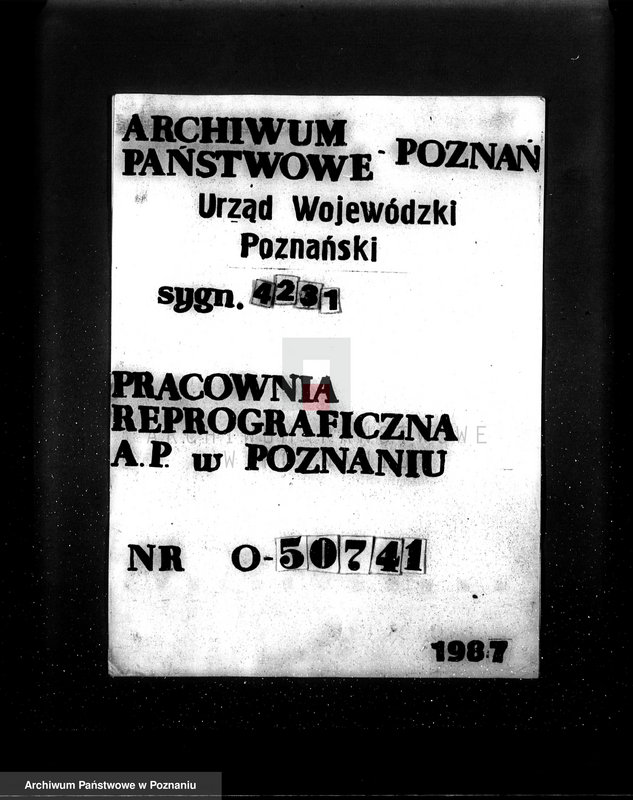 ARCHIWUM
PAŃSTWOWE - POZNAŃ
Urząd Wojewódzki
Poznański
sygn. 4231
PRACOWNIA
REPROGRAFICZNA
A.P. w POZNANIU
NR O-50741
1987
Archiwum Państwowe w Poznaniu